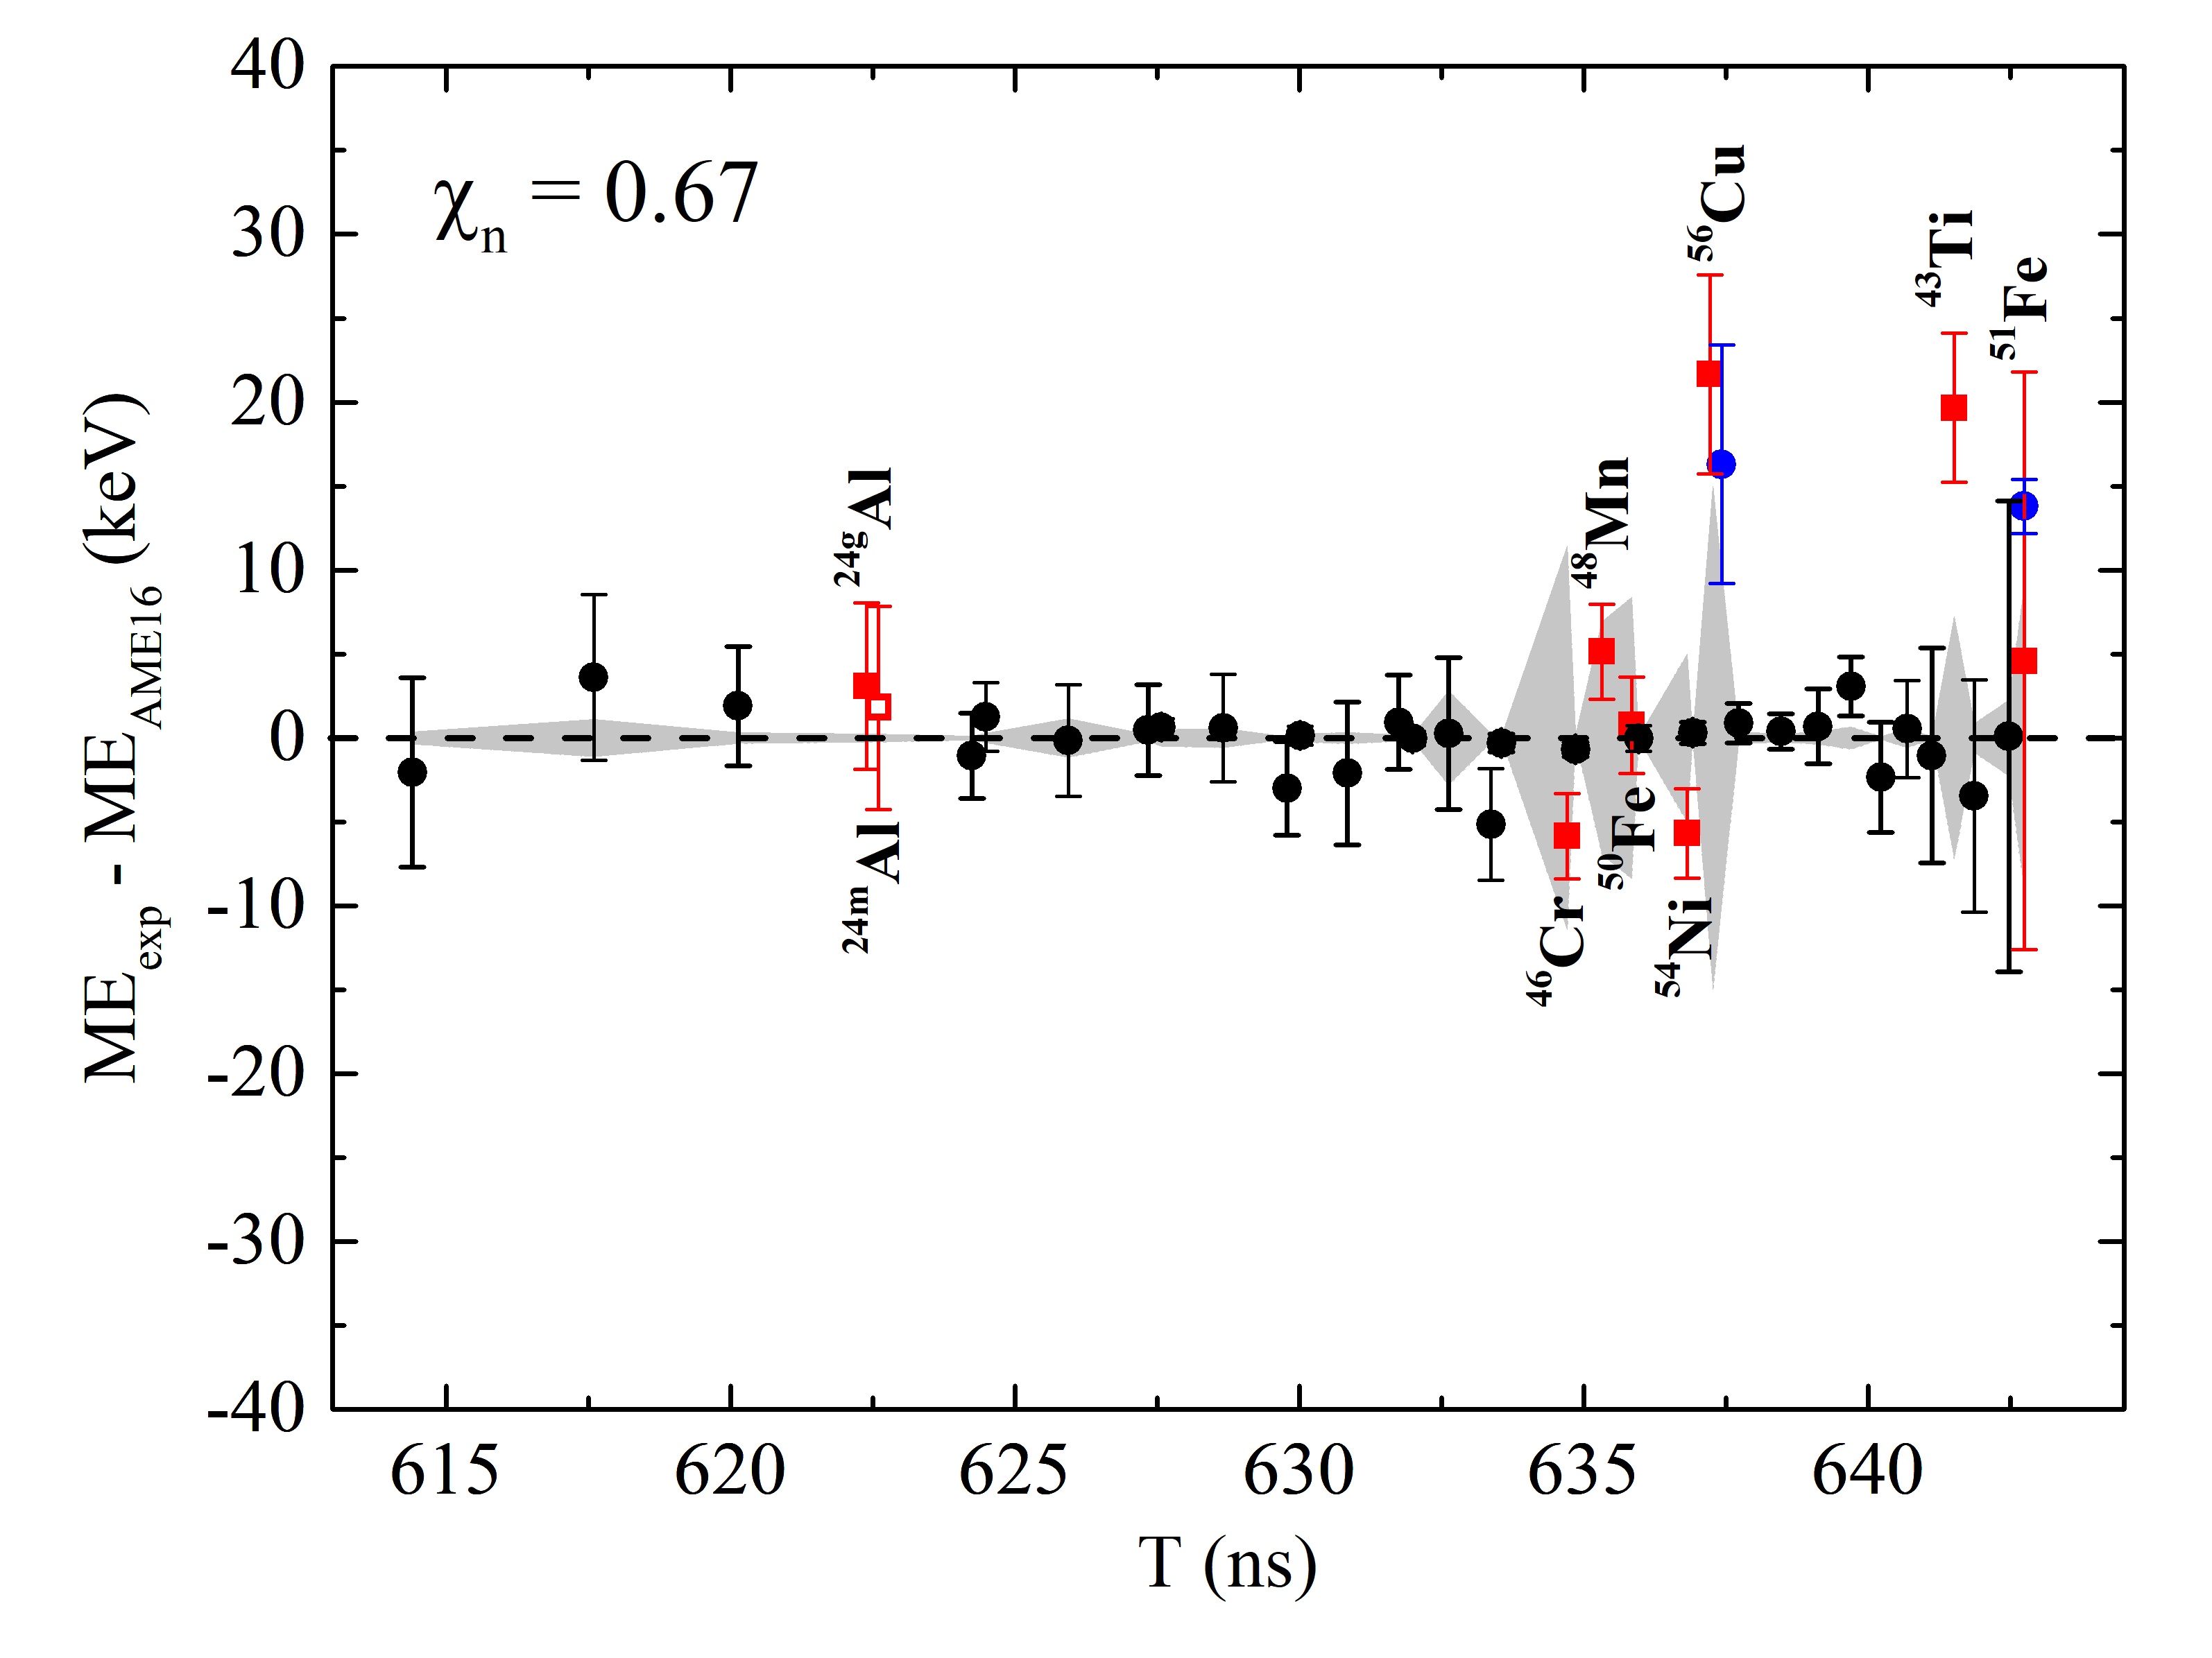 40
30
20
10
0
-10
-20
-30
-40
ME_exp - ME_AME16 (keV)
χ_n = 0.67
²⁴ᵍAl
²⁴ᵐAl
⁴⁶Cr
⁴⁸Mn
⁵⁰Fe
⁵⁴Ni
⁵⁶Cu
⁴³Ti
⁵¹Fe
615 620 625 630 635 640
T (ns)